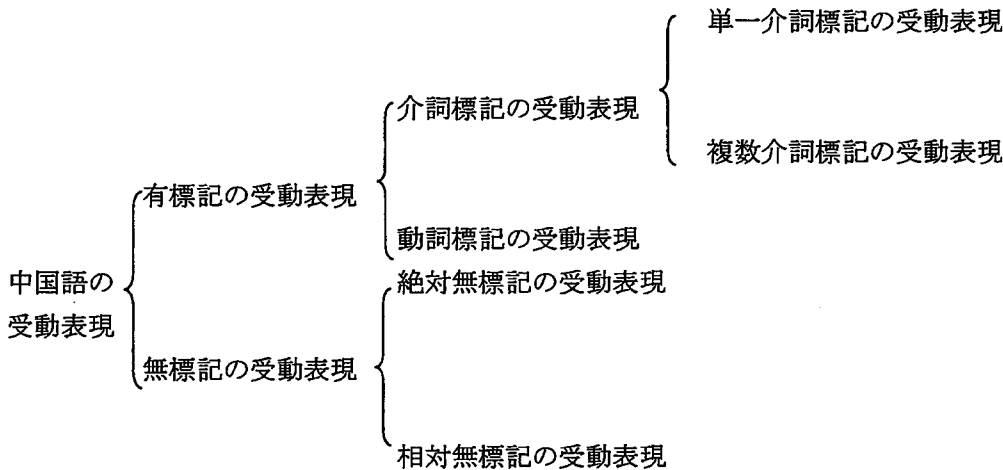 単一介詞標記の受動表現
介詞標記の受動表現
複数介詞標記の受動表現
有標記の受動表現
動詞標記の受動表現
中国語の
受動表現
絶対無標記の受動表現
無標記の受動表現
相対無標記の受動表現